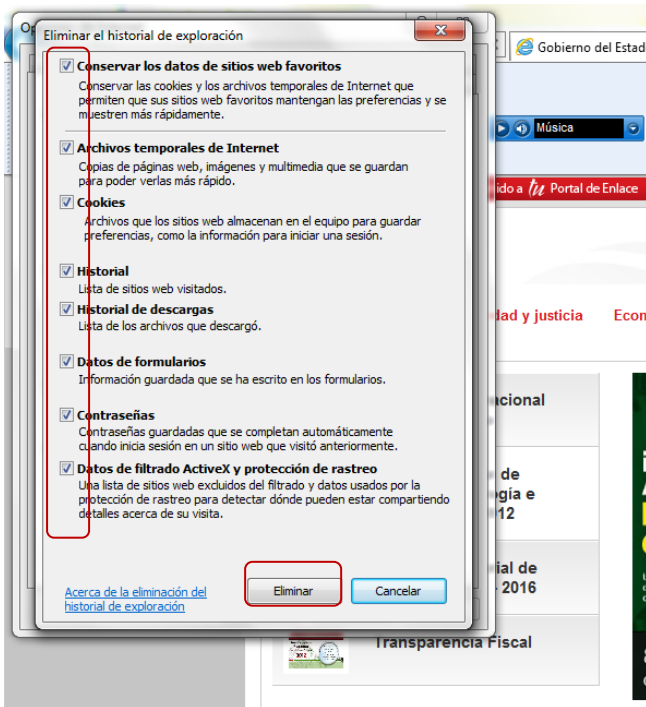 Op
Eliminar el historial de exploración
Conservar los datos de sitios web favoritos
Conservar las cookies y los archivos temporales de Internet que
permiten que sus sitios web favoritos mantengan las preferencias y se
muestren más rápidamente.
Archivos temporales de Internet
Copias de páginas web, imágenes y multimedia que se guardan
para poder verlas más rápido.
Cookies
Archivos que los sitios web almacenan en el equipo para guardar
preferencias, como la información para iniciar una sesión.
Historial
Lista de sitios web visitados.
Historial de descargas
Lista de los archivos que descargó.
Datos de formularios
Información guardada que se ha escrito en los formularios.
Contraseñas
Contraseñas guardadas que se completan automáticamente
cuando inicia sesión en un sitio web que visitó anteriormente.
Datos de filtrado ActiveX y protección de rastreo
Una lista de sitios web excluidos del filtrado y datos usados por la
protección de rastreo para detectar dónde pueden estar compartiendo
detalles acerca de su visita.
Acerca de la eliminación del
historial de exploración
Eliminar
Cancelar
Gobierno del Estad
Música
ido a tu Portal de Enlace
dad y justicia
Econ
acional
de
gía e
12
ial de
2016
Transparencia Fiscal